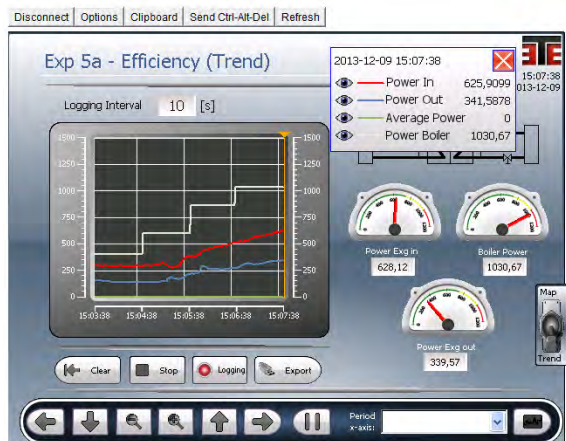 Disconnect Options Clipboard Send Ctrl-Alt-Del Refresh
Exp 5a - Efficiency (Trend)
2013-12-09 15:07:38
Power In 625,9099
Power Out 341,5878
Average Power 0
Power Boiler 1030,67
15:07:38
013-12-09
Logging Interval 10 [s]
1500 1500
1250 1250
1000 1000
750 750
500 500
250 250
0 0
15:03:38 15:04:38 15:05:38 15:06:38 15:07:38
Power Exg in
628,12
Boiler Power
1030,67
Power Exg out
339,57
Map
Trend
Clear Stop Logging Export
Period
x-axis: